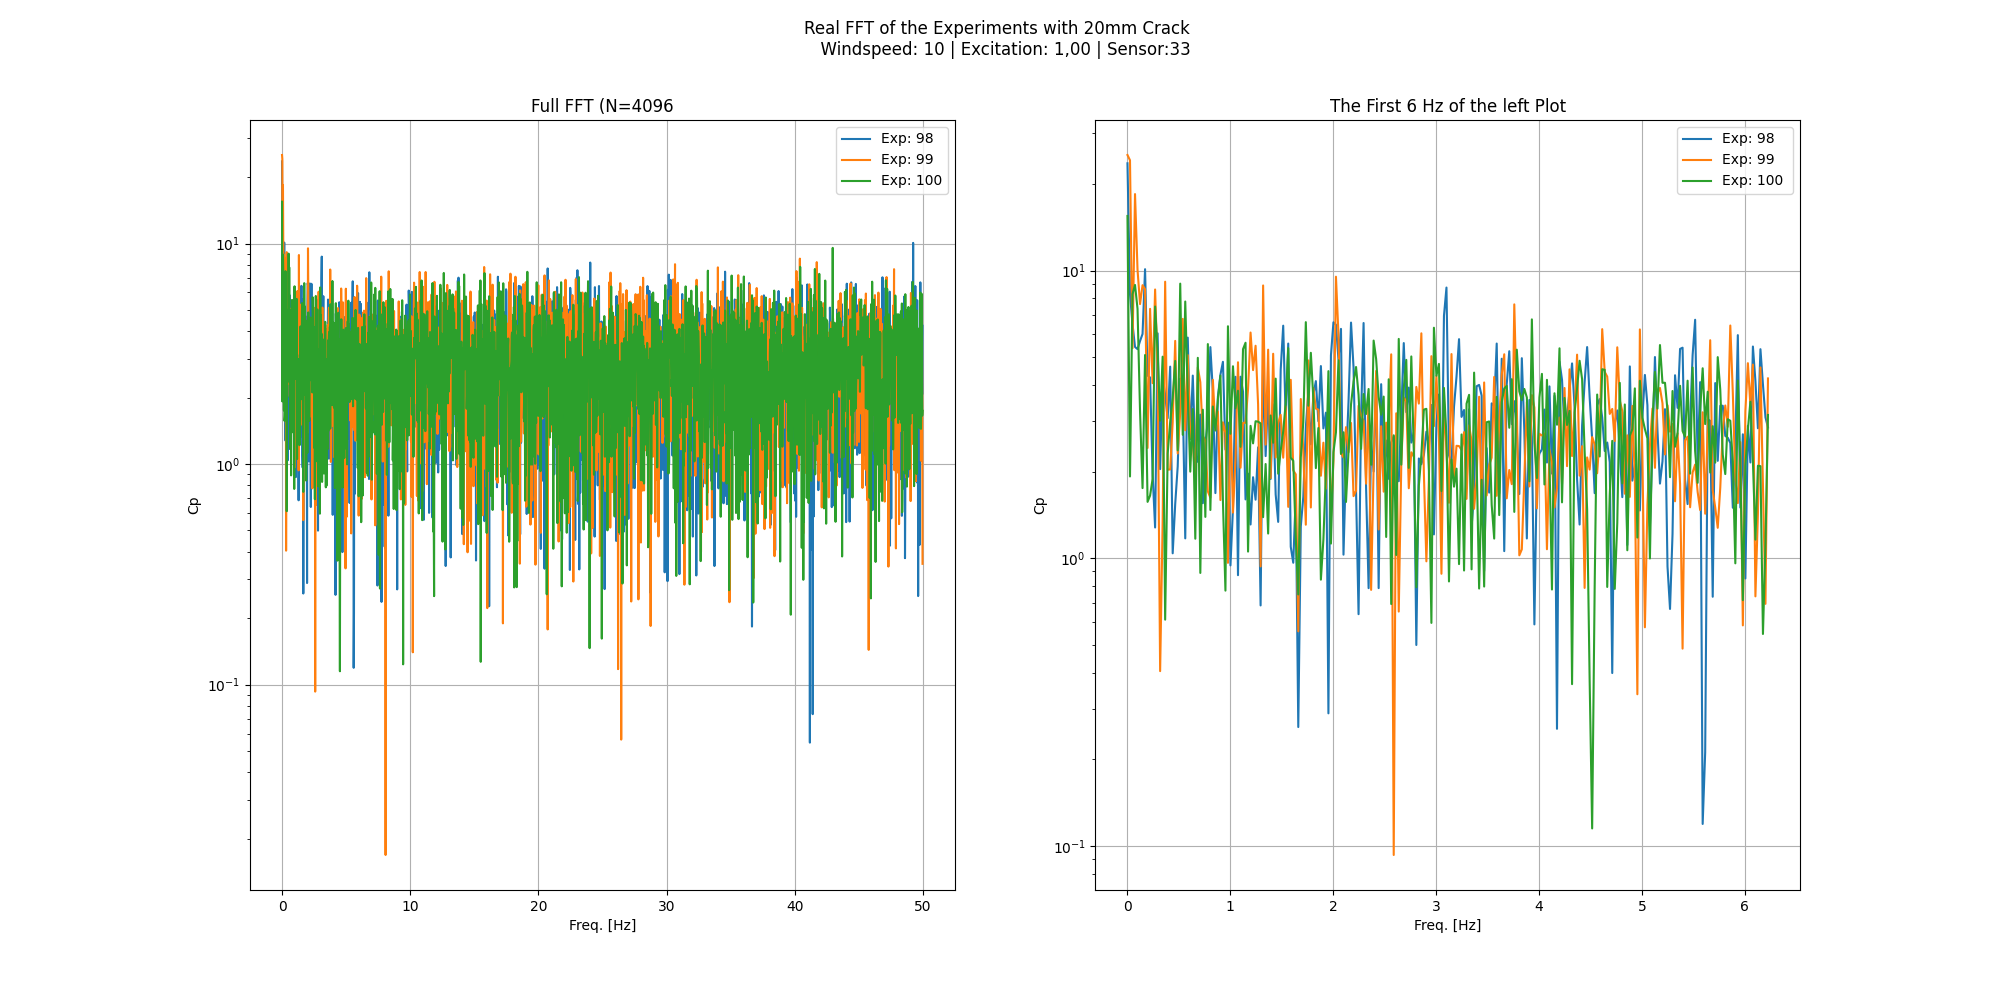 Real FFT of the Experiments with 20mm Crack
Windspeed: 10 | Excitation: 1,00 | Sensor:33
Full FFT (N=4096
Exp: 98
Exp: 99
Exp: 100
10¹
10⁰
10⁻¹
Cp
0 10 20 30 40 50
Freq. [Hz]
The First 6 Hz of the left Plot
Exp: 98
Exp: 99
Exp: 100
10¹
10⁰
10⁻¹
Cp
0 1 2 3 4 5 6
Freq. [Hz]